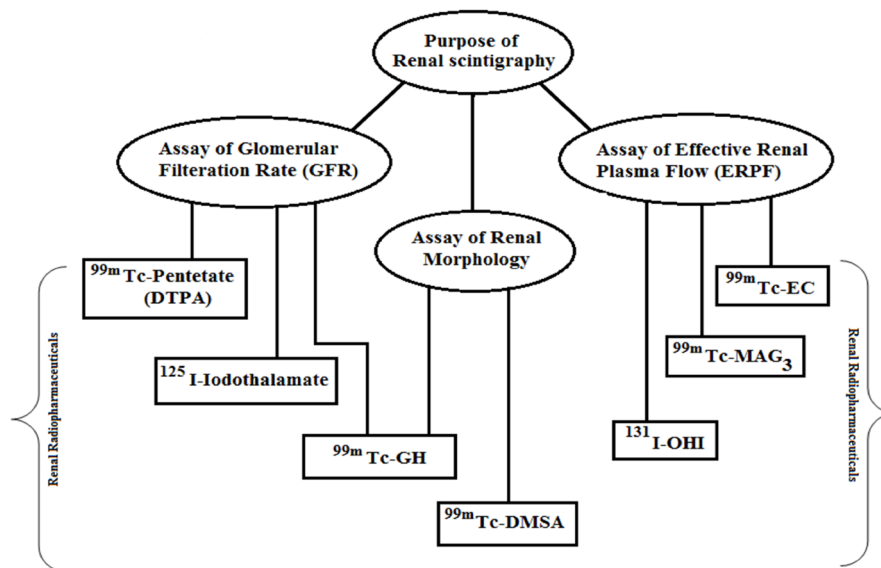 Purpose of
Renal scintigraphy
Assay of Glomerular
Filteration Rate (GFR)
Assay of Effective Renal
Plasma Flow (ERPF)
Assay of Renal
Morphology
99mTc-Pentetate
(DTPA)
99mTc-EC
125I-Iodothalamate
99mTc-MAG3
99mTc-GH
131I-OHI
99mTc-DMSA
Renal Radiopharmaceuticals
Renal Radiopharmaceuticals